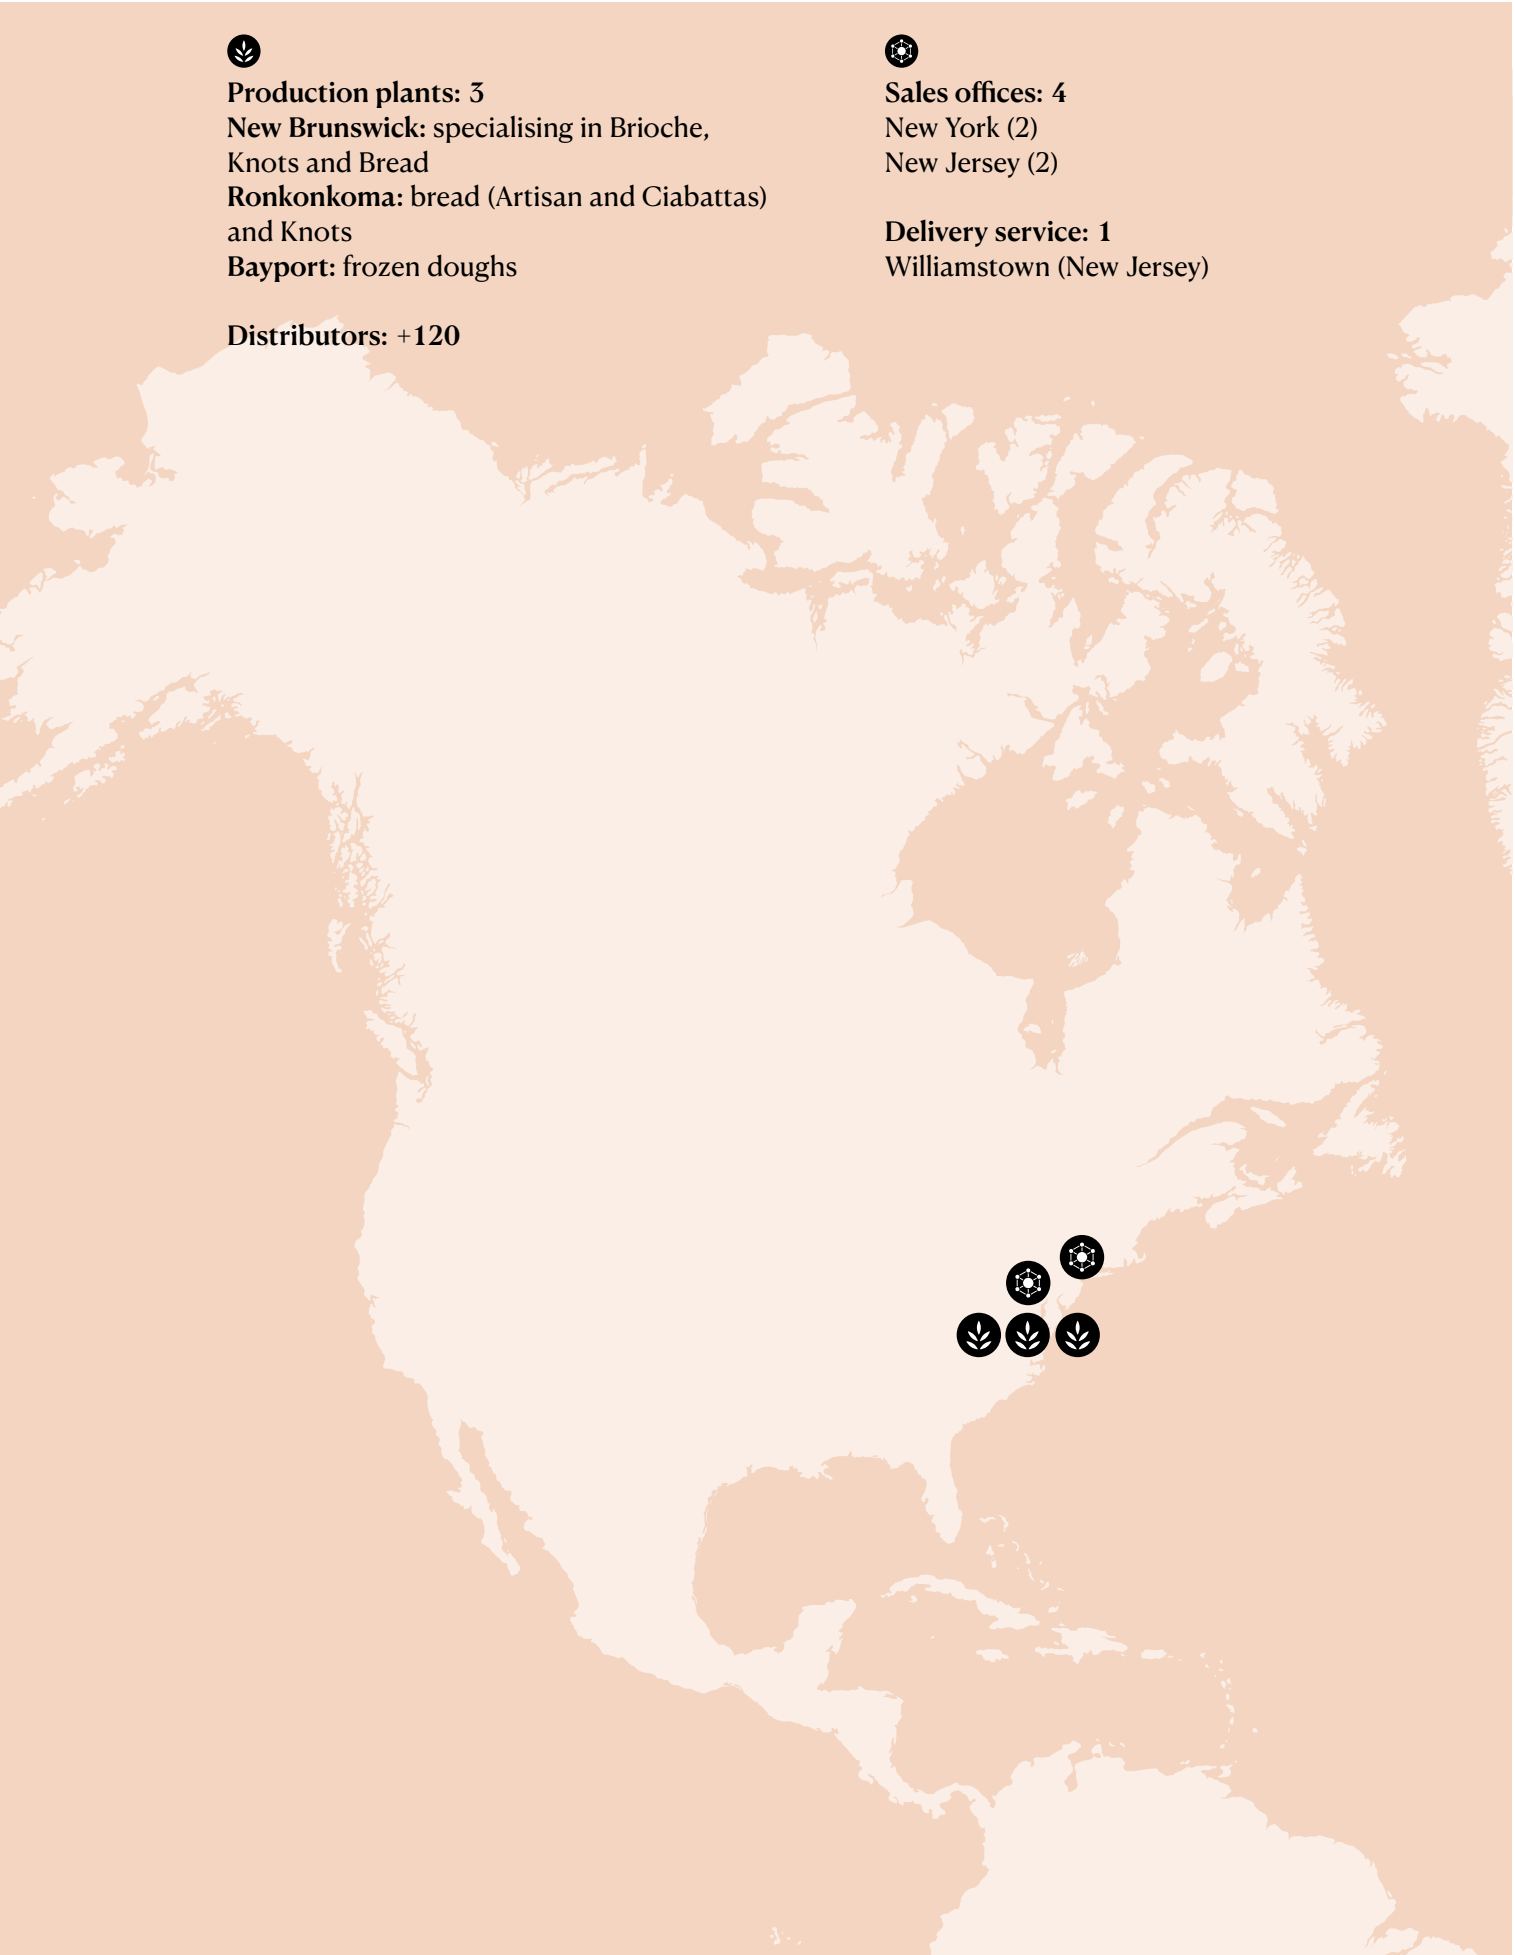 Production plants: 3
New Brunswick: specialising in Brioche,
Knots and Bread
Ronkonkoma: bread (Artisan and Ciabattas)
and Knots
Bayport: frozen doughs
Distributors: +120
Sales offices: 4
New York (2)
New Jersey (2)
Delivery service: 1
Williamstown (New Jersey)